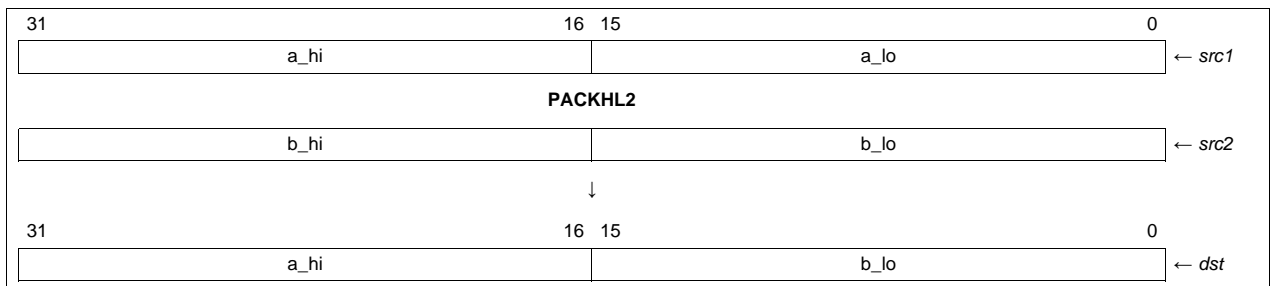 31 16 15 0
a_hi a_lo ← src1
PACKHL2
b_hi b_lo ← src2
↓
31 16 15 0
a_hi b_lo ← dst